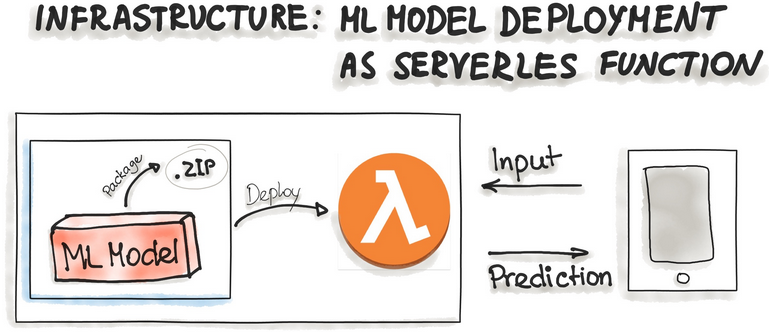 INFRASTRUCTURE: ML MODEL DEPLOYMENT
AS SERVERLES FUNCTION
Package
.ZIP
ML Model
Deploy
λ
Input
Prediction